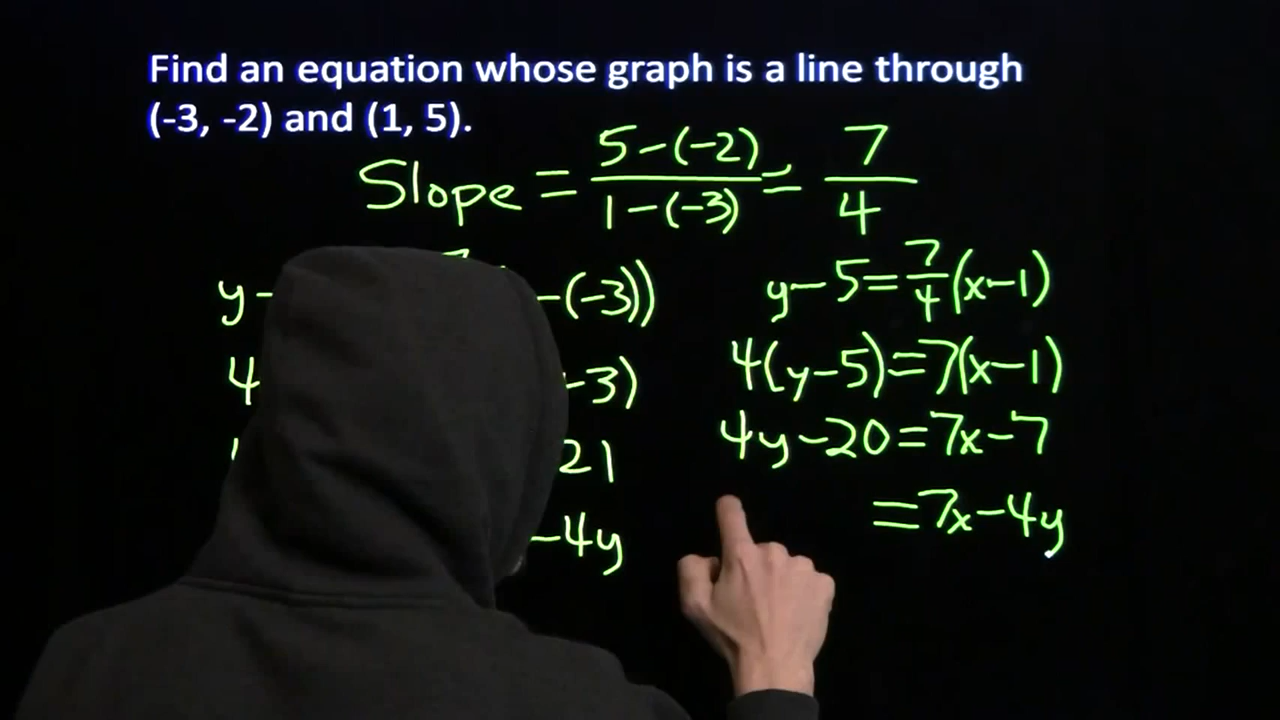 Find an equation whose graph is a line through
(-3, -2) and (1, 5).
Slope = 5-(-2) / 1-(-3) = 7 / 4
y-
-(-3))
4
-3)
21
-4y
y-5=7/4(x-1)
4(y-5)=7(x-1)
4y-20=7x-7
=7x-4y